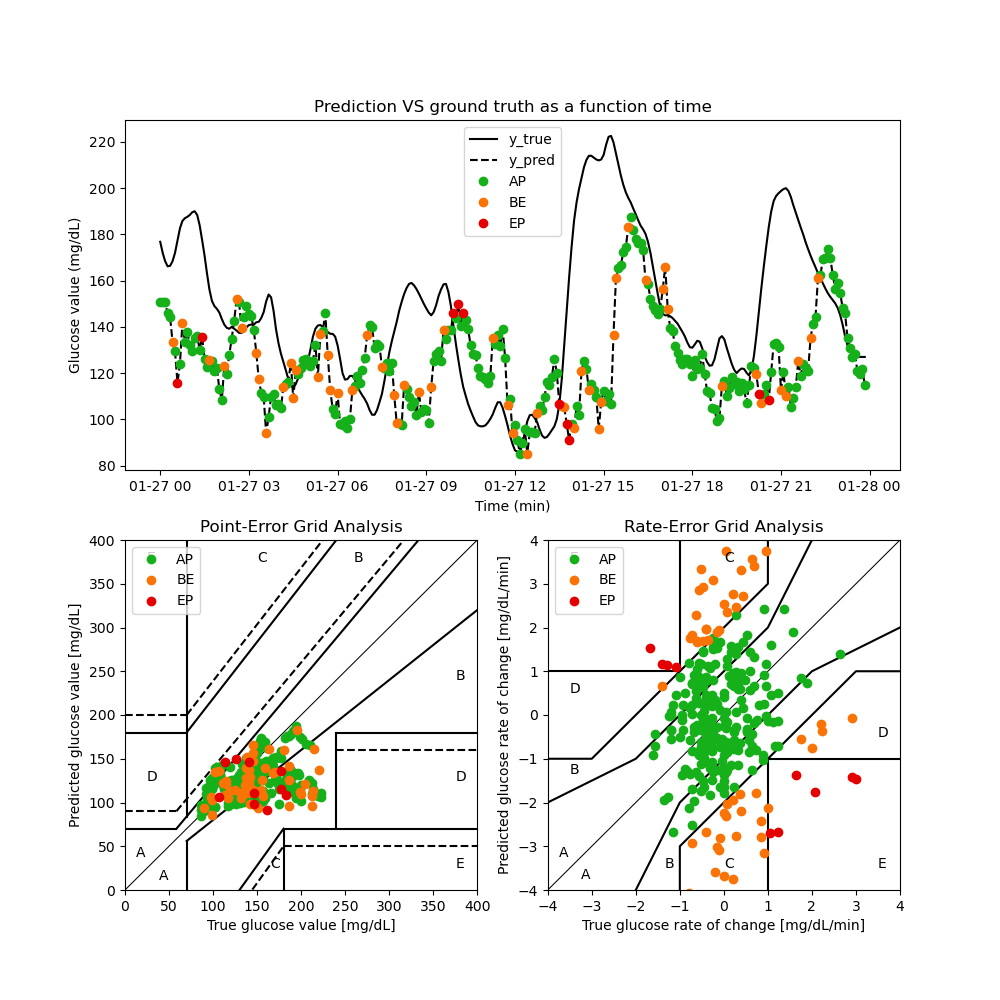 Prediction VS ground truth as a function of time
Glucose value (mg/dL)
220
200
180
160
140
120
100
80
y_true
y_pred
AP
BE
EP
01-27 00 01-27 03 01-27 06 01-27 09 01-27 12 01-27 15 01-27 18 01-27 21 01-28 00
Time (min)
Point-Error Grid Analysis
Predicted glucose value [mg/dL]
400
350
300
250
200
150
100
50
0
AP
BE
EP
C
B
B
D
D
A
A
C
E
0 50 100 150 200 250 300 350 400
True glucose value [mg/dL]
Rate-Error Grid Analysis
Predicted glucose rate of change [mg/dL/min]
4
3
2
1
0
−1
−2
−3
−4
AP
BE
EP
C
D
D
B
A
A
B
C
E
−4 −3 −2 −1 0 1 2 3 4
True glucose rate of change [mg/dL/min]